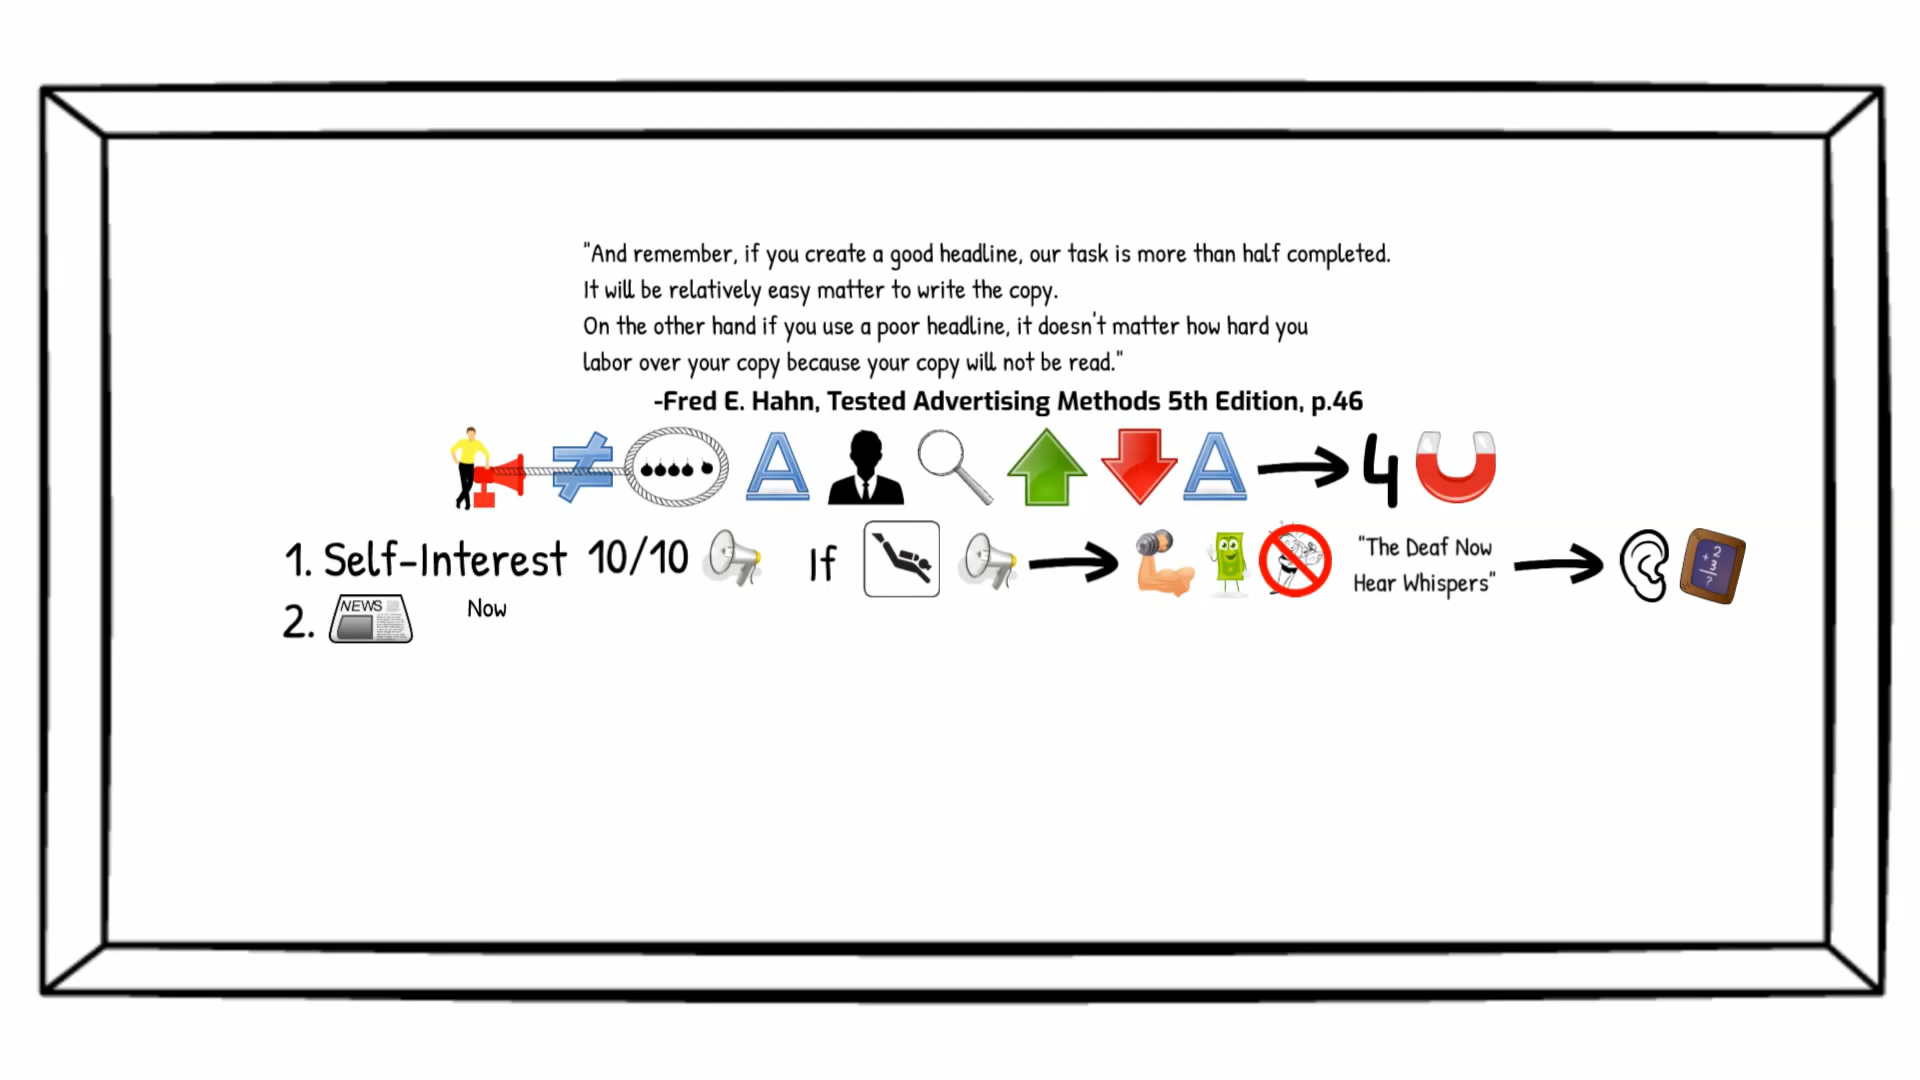 "And remember, if you create a good headline, our task is more than half completed.
It will be relatively easy matter to write the copy.
On the other hand if you use a poor headline, it doesn't matter how hard you
labor over your copy because your copy will not be read."
-Fred E. Hahn, Tested Advertising Methods 5th Edition, p.46
≠ A A 4
1. Self-Interest 10/10 If "The Deaf Now
Hear Whispers"
2
+3
?
2. NEWS Now